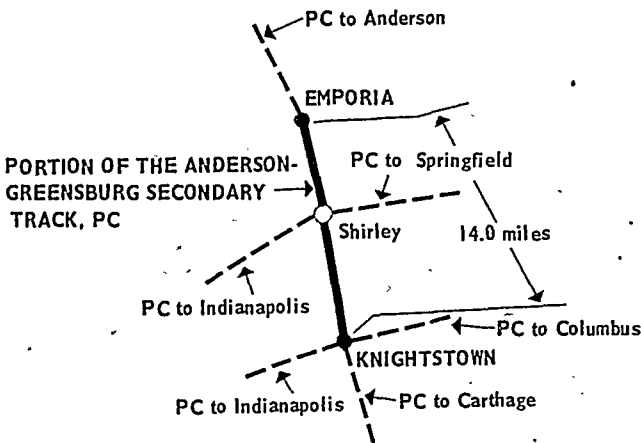 PC to Anderson
EMPORIA
PORTION OF THE ANDERSON-
GREENSBURG SECONDARY
TRACK, PC
PC to Springfield
Shirley
14.0 miles
PC to Indianapolis
PC to Columbus
KNIGHTSTOWN
PC to Indianapolis
PC to Carthage